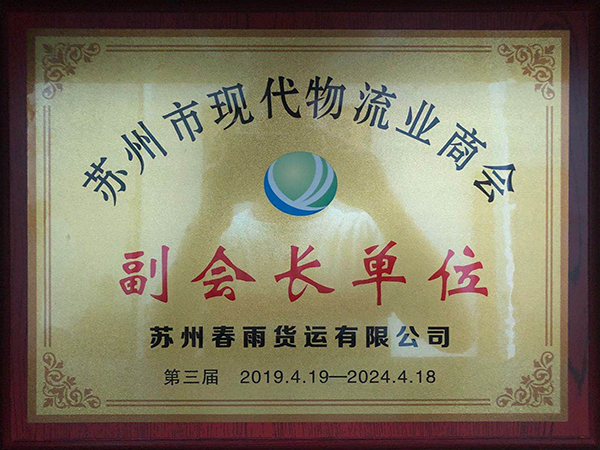 苏州市现代物流业商会
副会长单位
苏州春雨货运有限公司
第三届 2019.4.19—2024.4.18